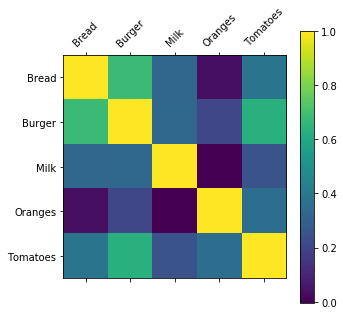 Bread Burger Milk Oranges Tomatoes
Bread
Burger
Milk
Oranges
Tomatoes
1.0
0.8
0.6
0.4
0.2
0.0